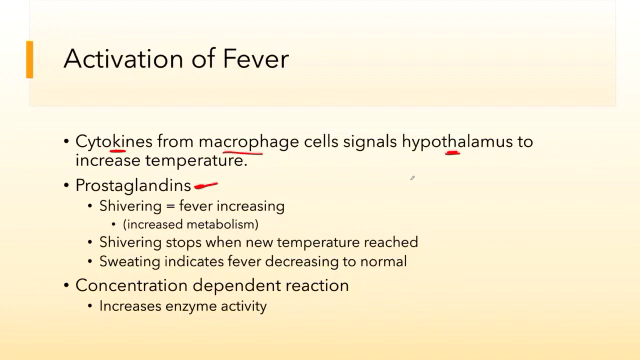 Activation of Fever
• Cytokines from macrophage cells signals hypothalamus to
increase temperature.
• Prostaglandins
• Shivering = fever increasing
• (increased metabolism)
• Shivering stops when new temperature reached
• Sweating indicates fever decreasing to normal
• Concentration dependent reaction
• Increases enzyme activity